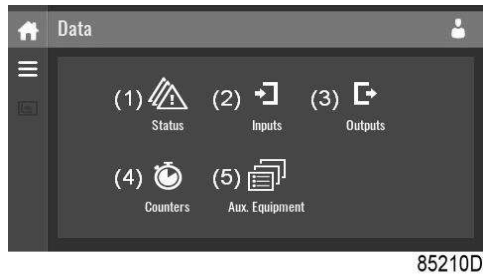 Data
(1) (2) (3)
Status Inputs Outputs
(4) (5)
Counters Aux. Equipment
85210D